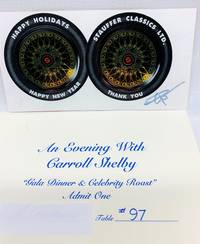 HAPPY HOLIDAYS
HAPPY NEW YEAR
STAUFFER CLASSICS, LTD.
THANK YOU
An Evening With
Carroll Shelby
"Gala Dinner & Celebrity Roast"
Admit One
Table #97